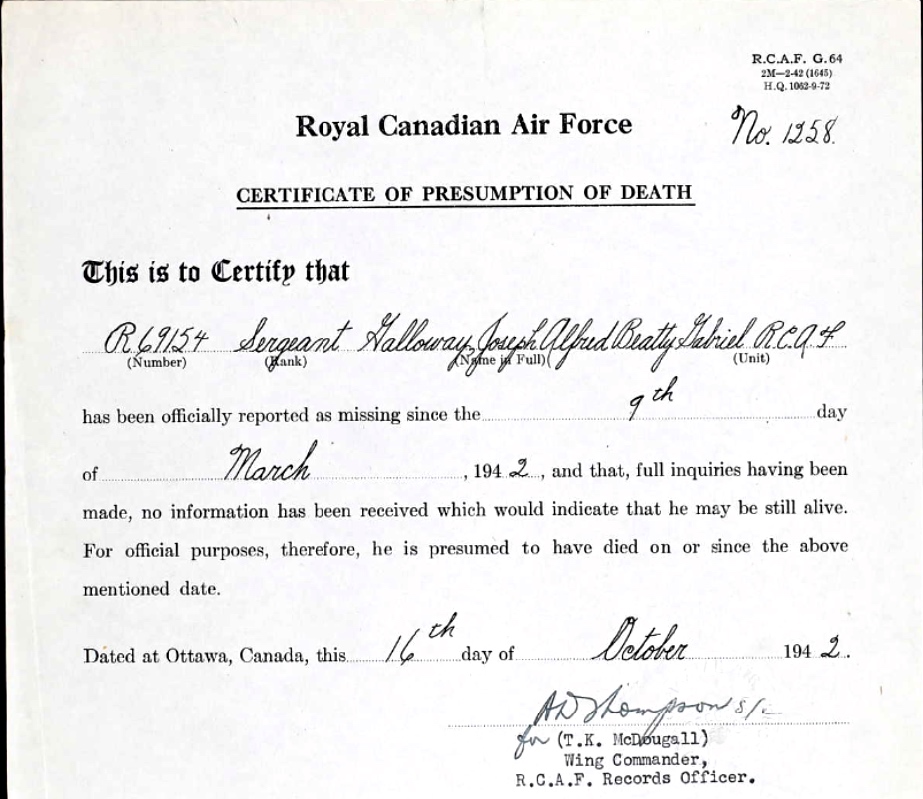 R.C.A.F. G. 64
2M—2-42 (1645)
H.Q. 1062-9-72
Royal Canadian Air Force
No. 1258.
CERTIFICATE OF PRESUMPTION OF DEATH
This is to Certify that
R69154 Sergeant Galloway, Joseph Alfred Beatty Gabriel R.C.A.F
(Number) (Rank) (Name in Full) (Unit)
has been officially reported as missing since the 9th day
of March, 1942, and that, full inquiries having been
made, no information has been received which would indicate that he may be still alive.
For official purposes, therefore, he is presumed to have died on or since the above
mentioned date.
Dated at Ottawa, Canada, this 16th day of October 1942.
Thompson
for (T.K. McDougall)
Wing Commander,
R.C.A.F. Records Officer.